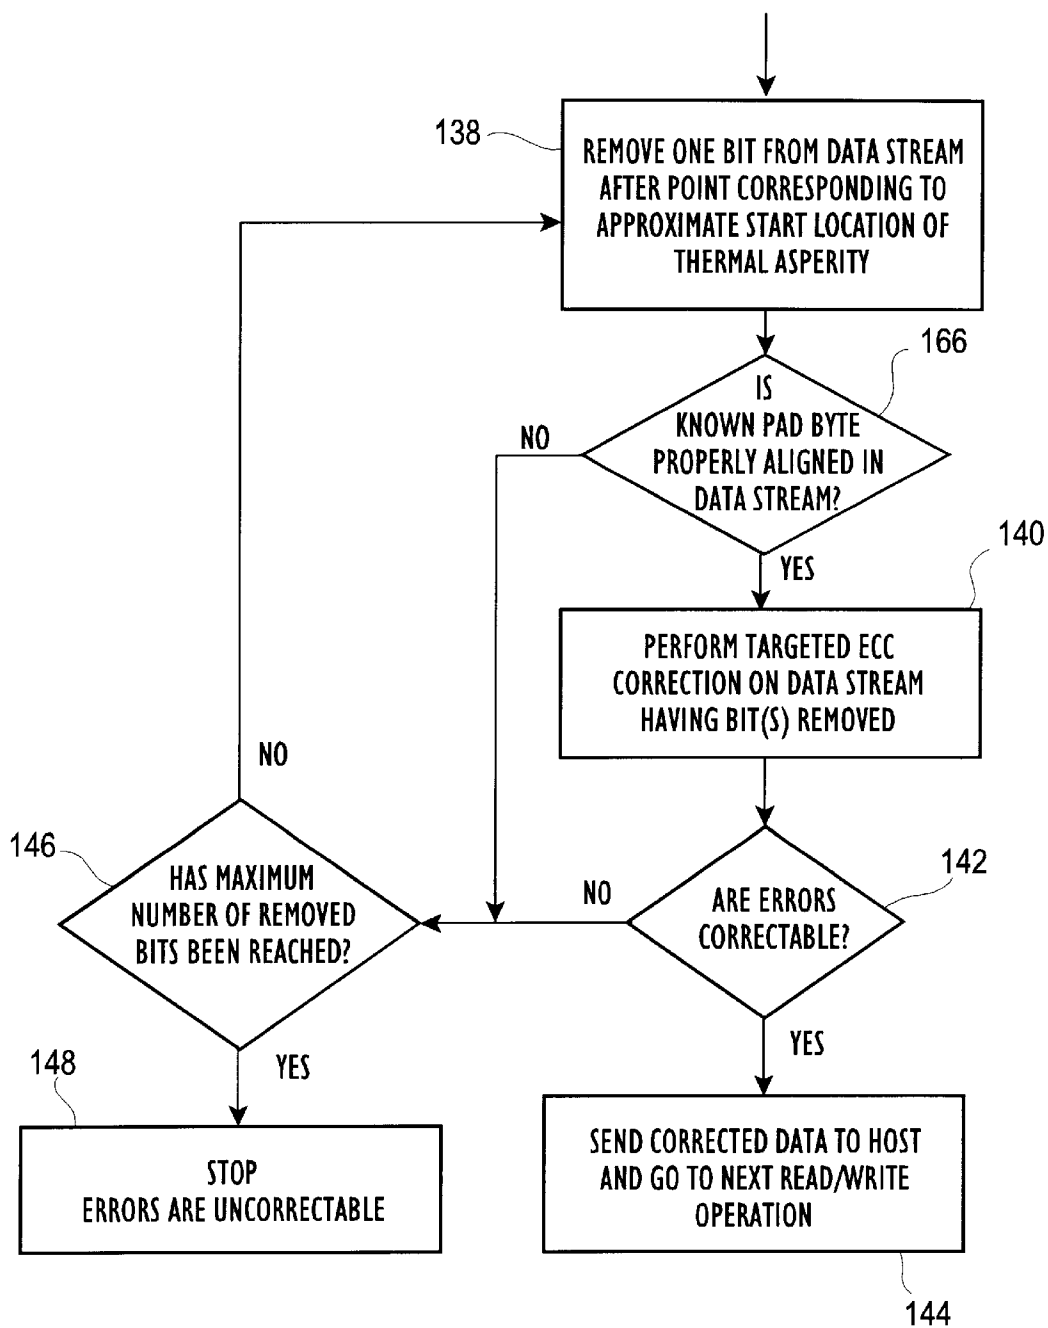 138
REMOVE ONE BIT FROM DATA STREAM
AFTER POINT CORRESPONDING TO
APPROXIMATE START LOCATION OF
THERMAL ASPERITY
166
IS
KNOWN PAD BYTE
PROPERLY ALIGNED IN
DATA STREAM?
NO
YES
140
PERFORM TARGETED ECC
CORRECTION ON DATA STREAM
HAVING BIT(S) REMOVED
NO
146
HAS MAXIMUM
NUMBER OF REMOVED
BITS BEEN REACHED?
NO
142
ARE ERRORS
CORRECTABLE?
YES
YES
148
STOP
ERRORS ARE UNCORRECTABLE
SEND CORRECTED DATA TO HOST
AND GO TO NEXT READ/WRITE
OPERATION
144